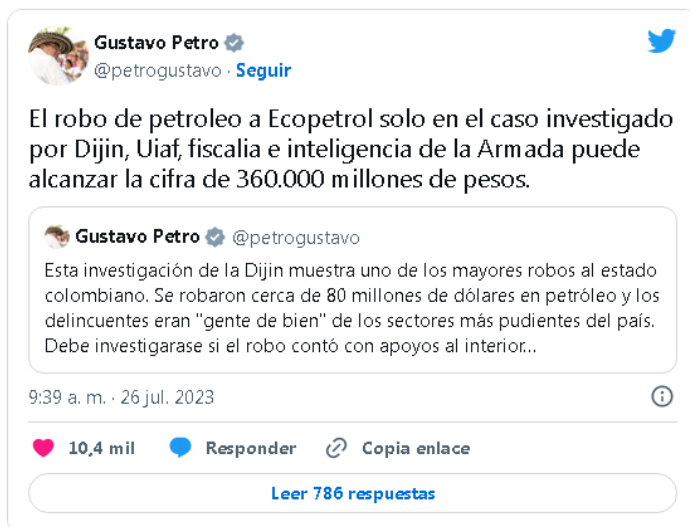 Gustavo Petro
@petrogustavo · Seguir
El robo de petroleo a Ecopetrol solo en el caso investigado
por Dijin, Uiaf, fiscalia e inteligencia de la Armada puede
alcanzar la cifra de 360.000 millones de pesos.
Gustavo Petro @petrogustavo
Esta investigación de la Dijin muestra uno de los mayores robos al estado
colombiano. Se robaron cerca de 80 millones de dólares en petróleo y los
delincuentes eran "gente de bien" de los sectores más pudientes del país.
Debe investigarase si el robo contó con apoyos al interior...
9:39 a. m. · 26 jul. 2023
10,4 mil Responder Copia enlace
Leer 786 respuestas